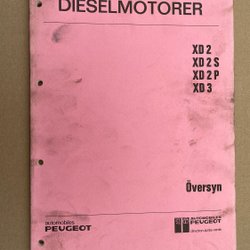 DIESELMOTORER
XD 2
XD 2 S
XD 2 P
XD 3
Översyn
automobiles
PEUGEOT
AUTOMOBILES
PEUGEOT